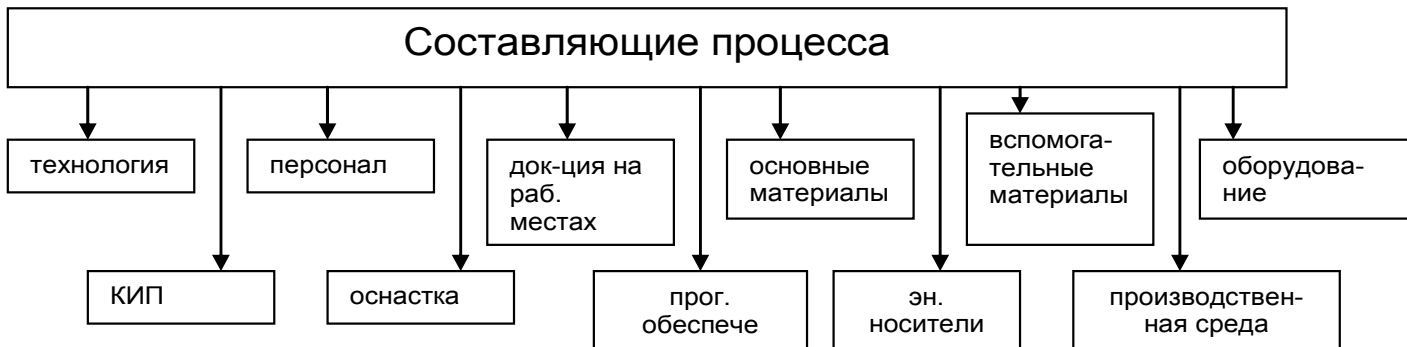 Составляющие процесса
технология
персонал
док-ция на
раб.
местах
основные
материалы
вспомога-
тельные
материалы
оборудова-
ние
КИП
оснастка
прог.
обеспече
эн.
носители
производствен-
ная среда